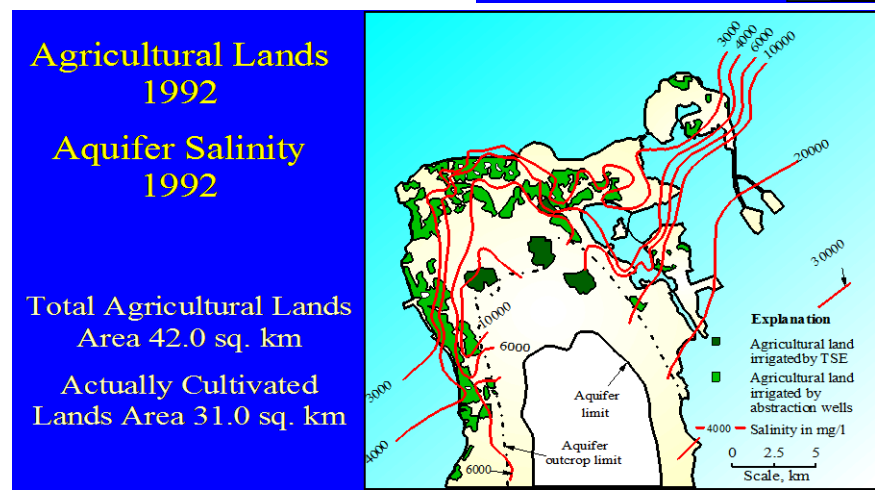 Agricultural Lands
1992
Aquifer Salinity
1992
Total Agricultural Lands
Area 42.0 sq. km
Actually Cultivated
Lands Area 31.0 sq. km
3000
4000
6000
10000
20000
30000
10000
6000
3000
4000
6000
Aquifer
limit
Aquifer
outcrop limit
Explanation
Agricultural land
irrigated by TSE
Agricultural land
irrigated by
abstraction wells
4000 Salinity in mg/l
0 2.5 5
Scale, km